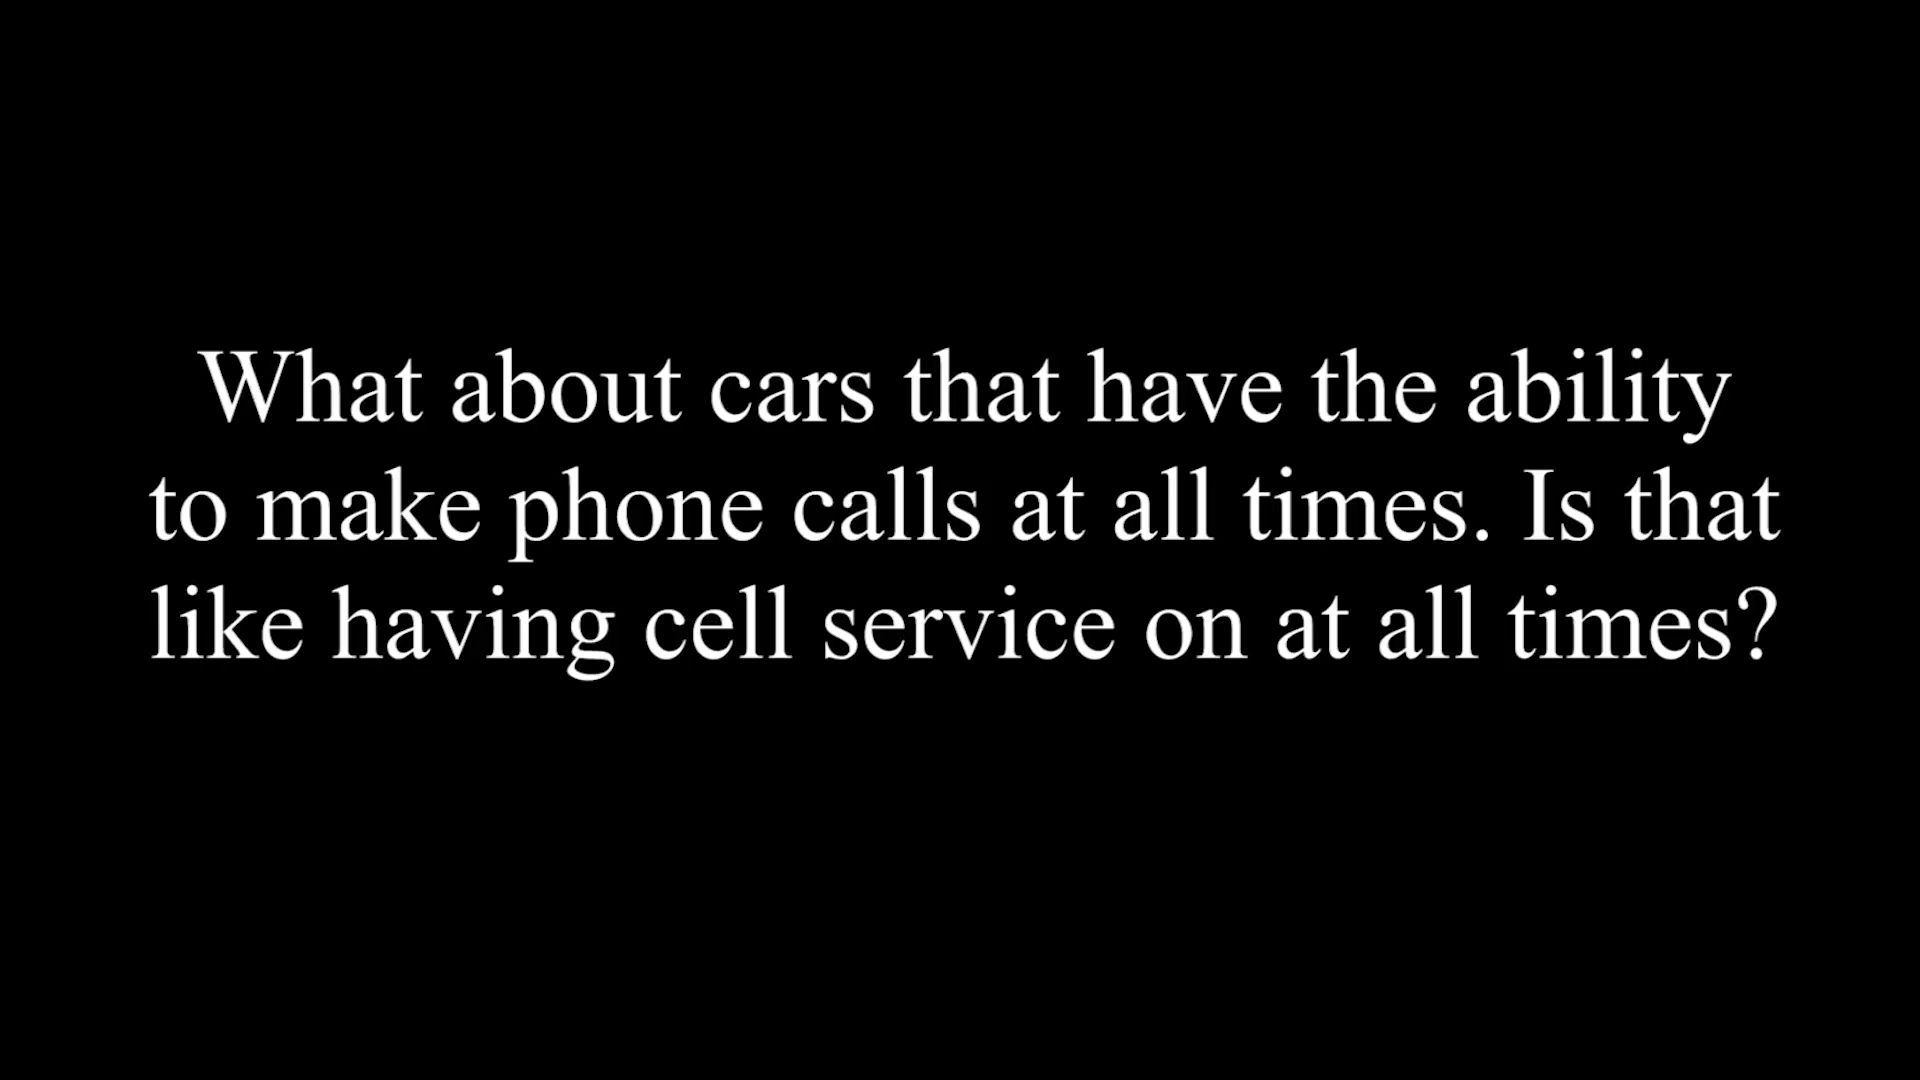 What about cars that have the ability
to make phone calls at all times. Is that
like having cell service on at all times?